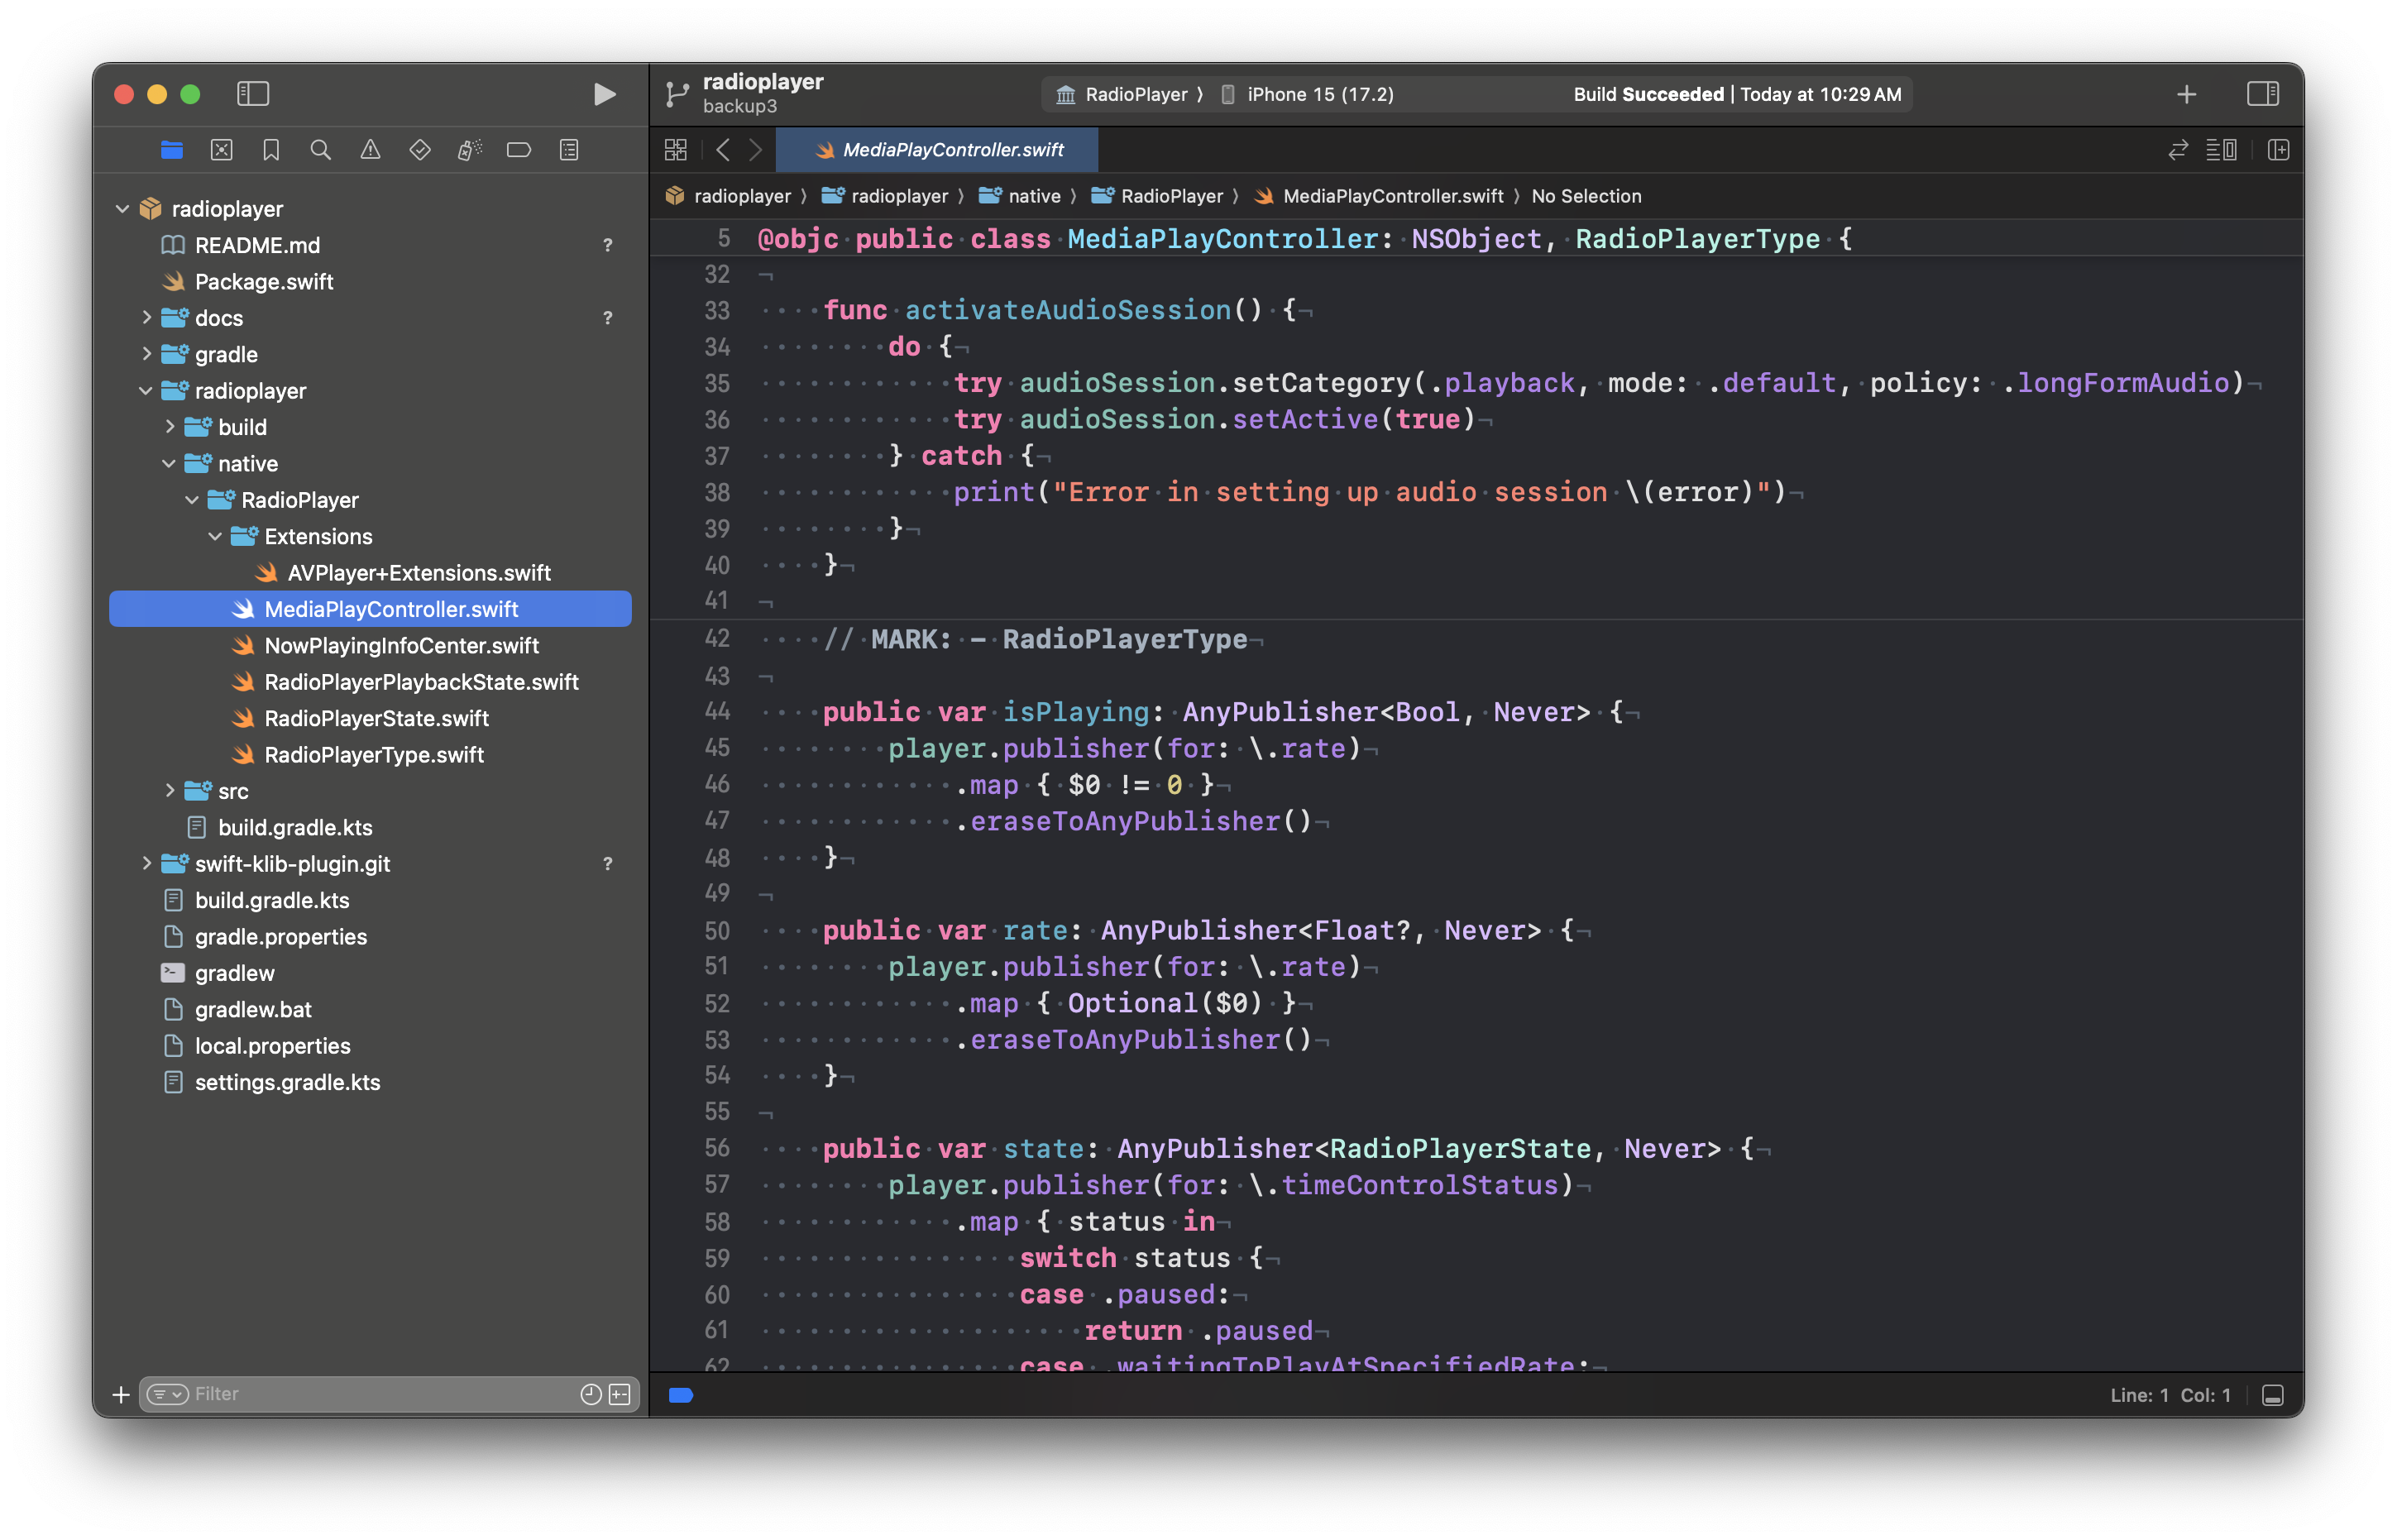 radioplayer
backup3
RadioPlayer 〉 iPhone 15 (17.2)
Build Succeeded | Today at 10:29 AM
MediaPlayController.swift
radioplayer 〉 radioplayer 〉 native 〉 RadioPlayer 〉 MediaPlayController.swift 〉 No Selection
radioplayer
README.md ?
Package.swift
docs ?
gradle
radioplayer
build
native
RadioPlayer
Extensions
AVPlayer+Extensions.swift
MediaPlayController.swift
NowPlayingInfoCenter.swift
RadioPlayerPlaybackState.swift
RadioPlayerState.swift
RadioPlayerType.swift
src
build.gradle.kts
swift-klib-plugin.git ?
build.gradle.kts
gradle.properties
gradlew
gradlew.bat
local.properties
settings.gradle.kts
Filter
5 @objc public class MediaPlayController: NSObject, RadioPlayerType {
32
33     func activateAudioSession() {
34         do {
35             try audioSession.setCategory(.playback, mode: .default, policy: .longFormAudio)
36             try audioSession.setActive(true)
37         } catch {
38             print("Error in setting up audio session \(error)")
39         }
40     }
41
42     // MARK: - RadioPlayerType
43
44     public var isPlaying: AnyPublisher<Bool, Never> {
45         player.publisher(for: \.rate)
46             .map { $0 != 0 }
47             .eraseToAnyPublisher()
48     }
49
50     public var rate: AnyPublisher<Float?, Never> {
51         player.publisher(for: \.rate)
52             .map { Optional($0) }
53             .eraseToAnyPublisher()
54     }
55
56     public var state: AnyPublisher<RadioPlayerState, Never> {
57         player.publisher(for: \.timeControlStatus)
58             .map { status in
59                 switch status {
60                 case .paused:
61                     return .paused
62                 case .waitingToPlayAtSpecifiedRate:
Line: 1 Col: 1